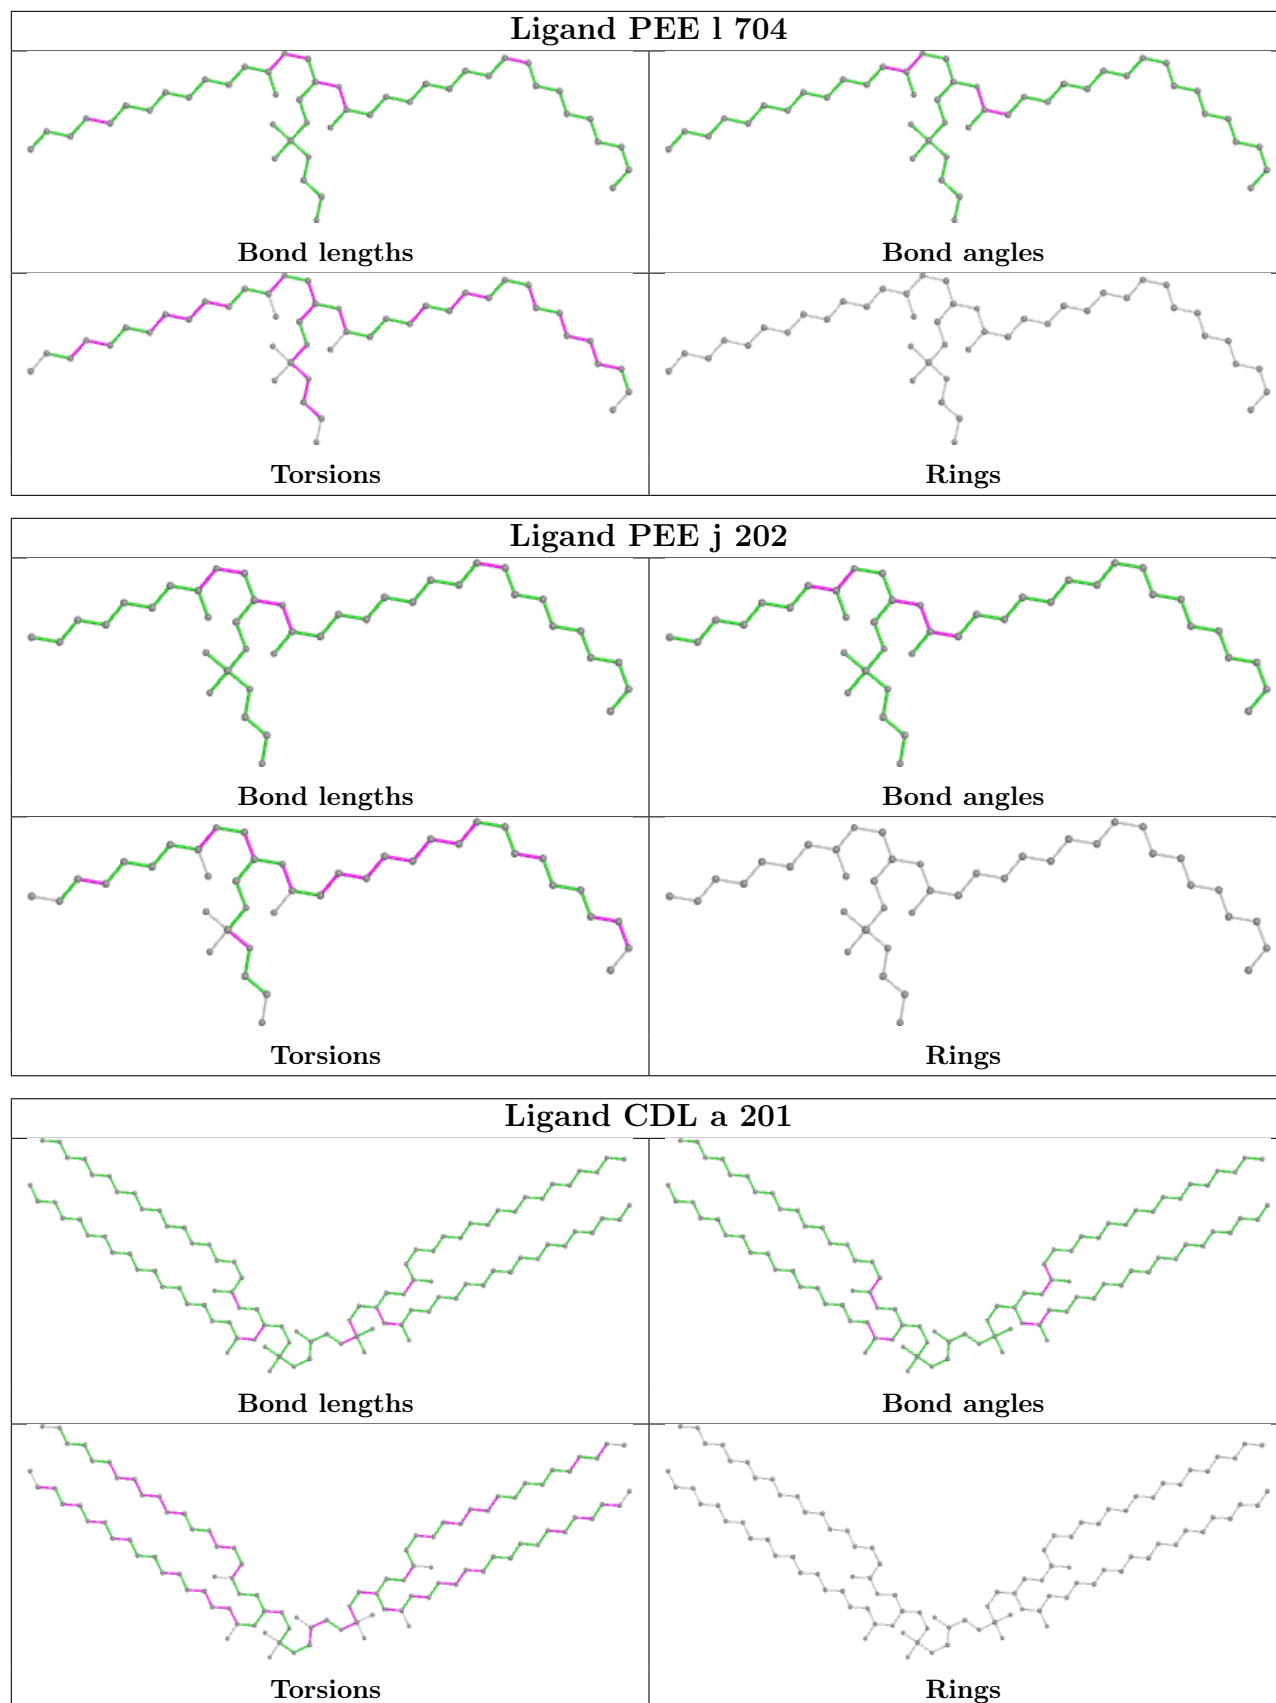 Ligand PEE l 704
Bond lengths
Bond angles
Torsions
Rings
Ligand PEE j 202
Bond lengths
Bond angles
Torsions
Rings
Ligand CDL a 201
Bond lengths
Bond angles
Torsions
Rings